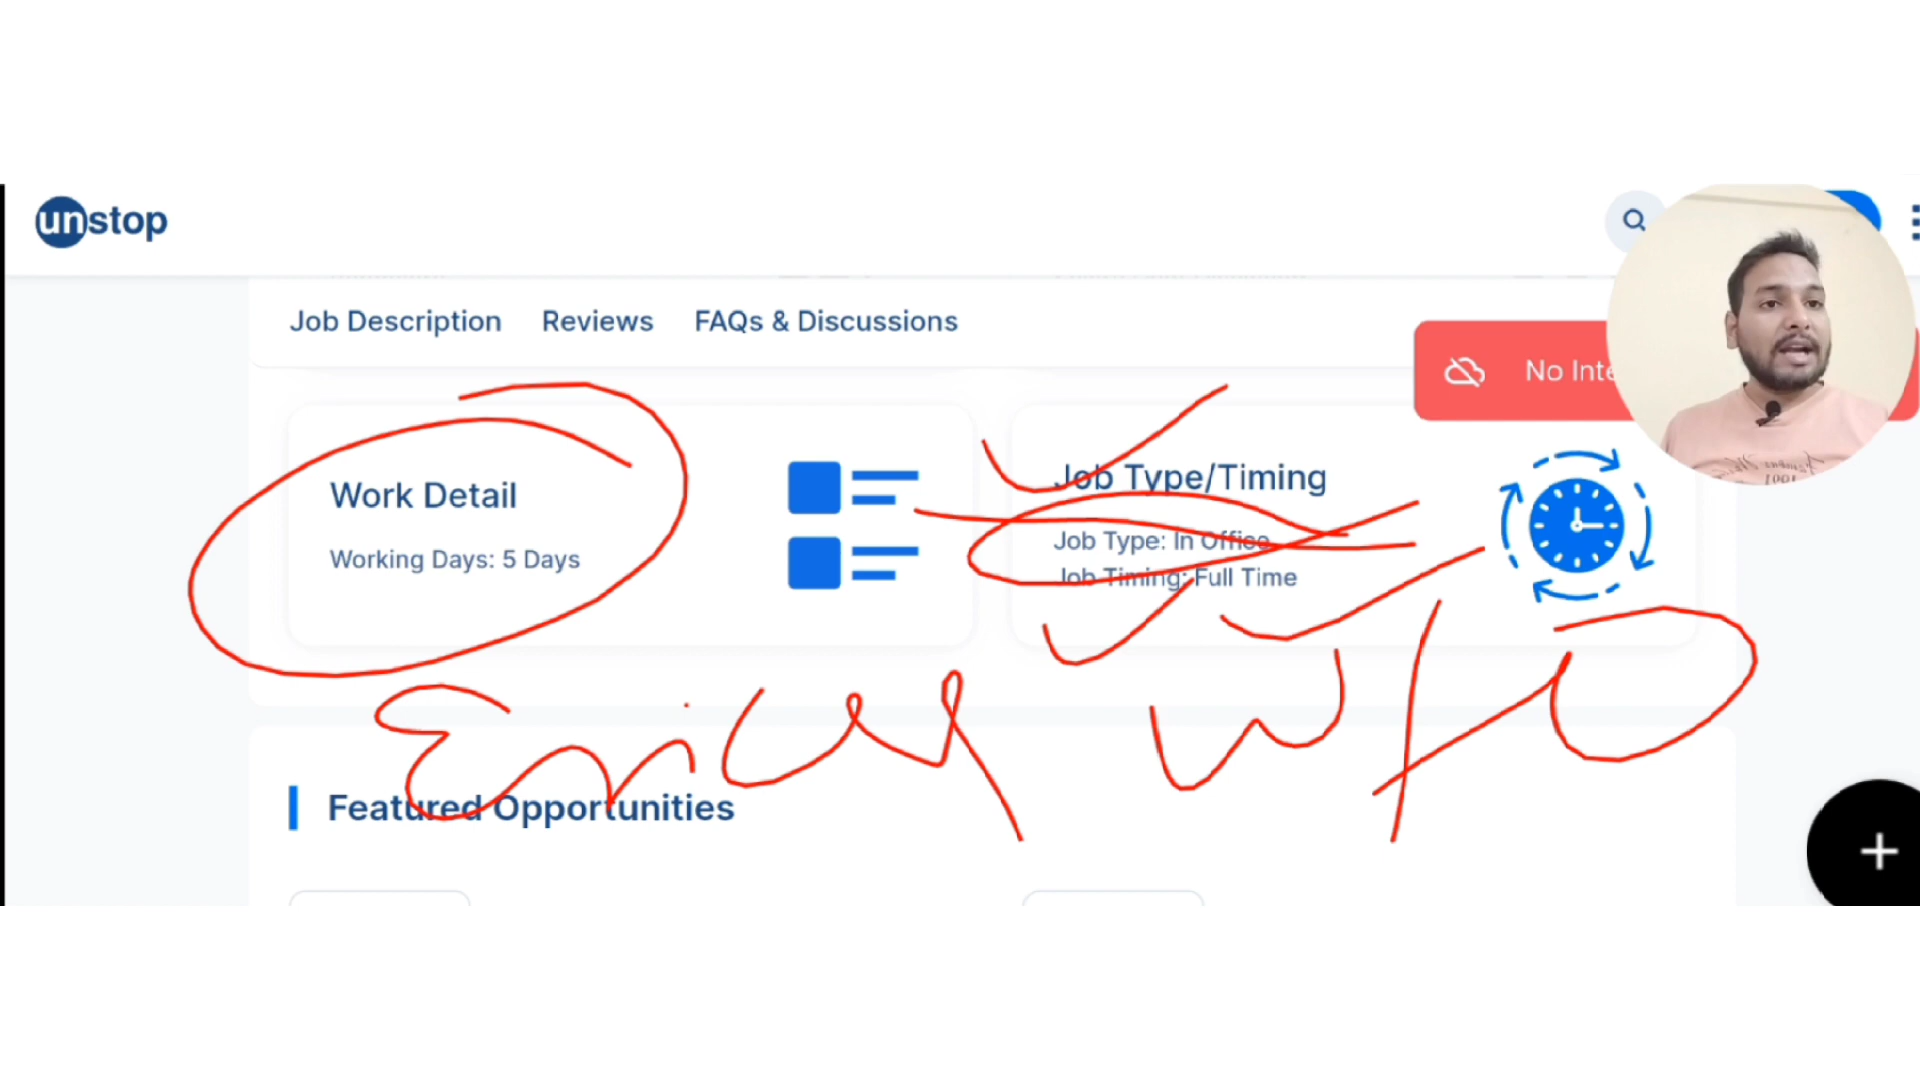 unstop
Job Description Reviews FAQs & Discussions
No Inte
Work Detail
Working Days: 5 Days
Job Type/Timing
Job Type: In Office
Job Timing: Full Time
WFO
Featured Opportunities